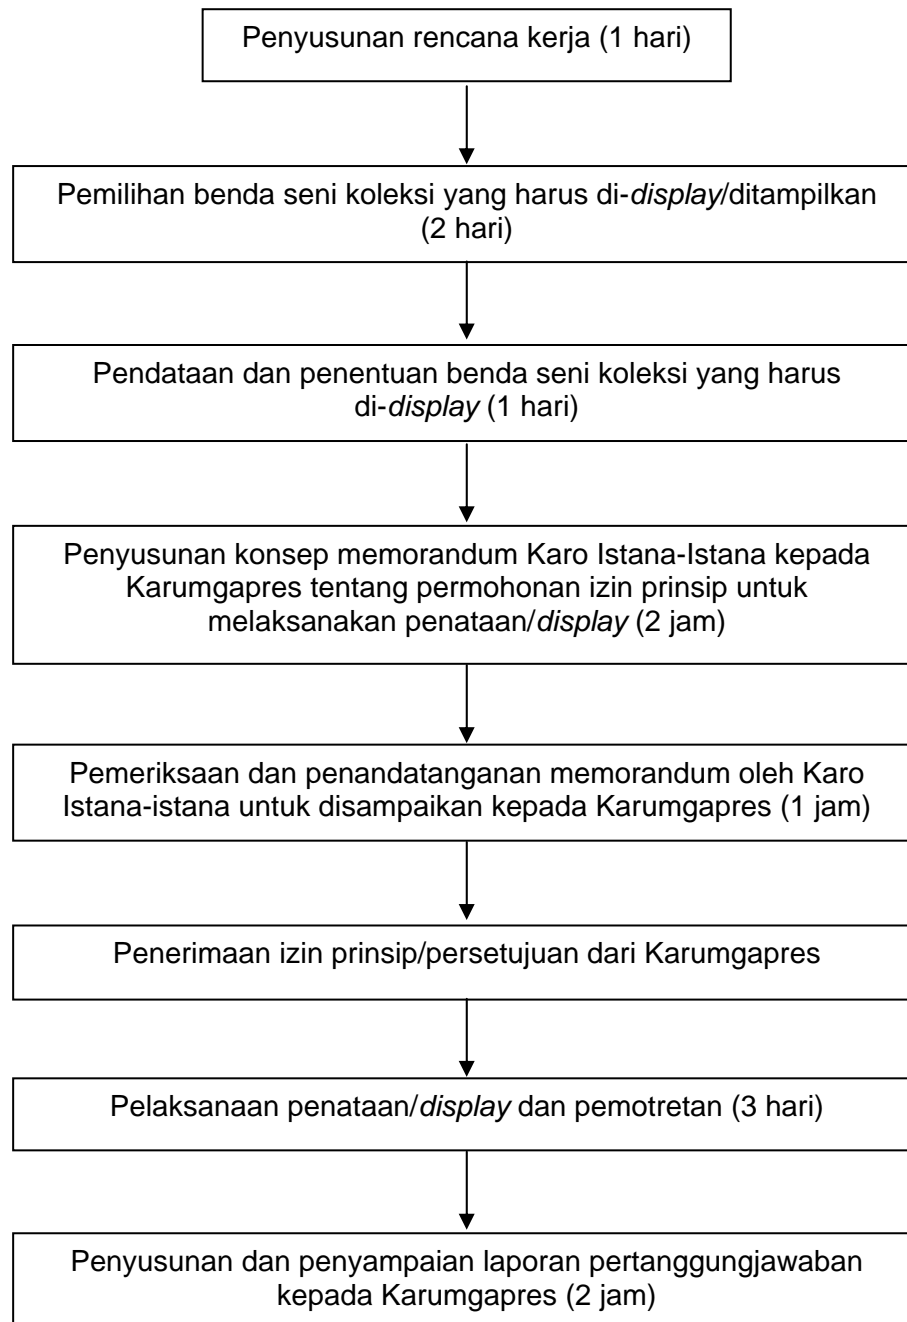 Penyusunan rencana kerja (1 hari)
Pemilihan benda seni koleksi yang harus di-display/ditampilkan
(2 hari)
Pendataan dan penentuan benda seni koleksi yang harus
di-display (1 hari)
Penyusunan konsep memorandum Karo Istana-Istana kepada
Karumgapres tentang permohonan izin prinsip untuk
melaksanakan penataan/display (2 jam)
Pemeriksaan dan penandatanganan memorandum oleh Karo
Istana-istana untuk disampaikan kepada Karumgapres (1 jam)
Penerimaan izin prinsip/persetujuan dari Karumgapres
Pelaksanaan penataan/display dan pemotretan (3 hari)
Penyusunan dan penyampaian laporan pertanggungjawaban
kepada Karumgapres (2 jam)